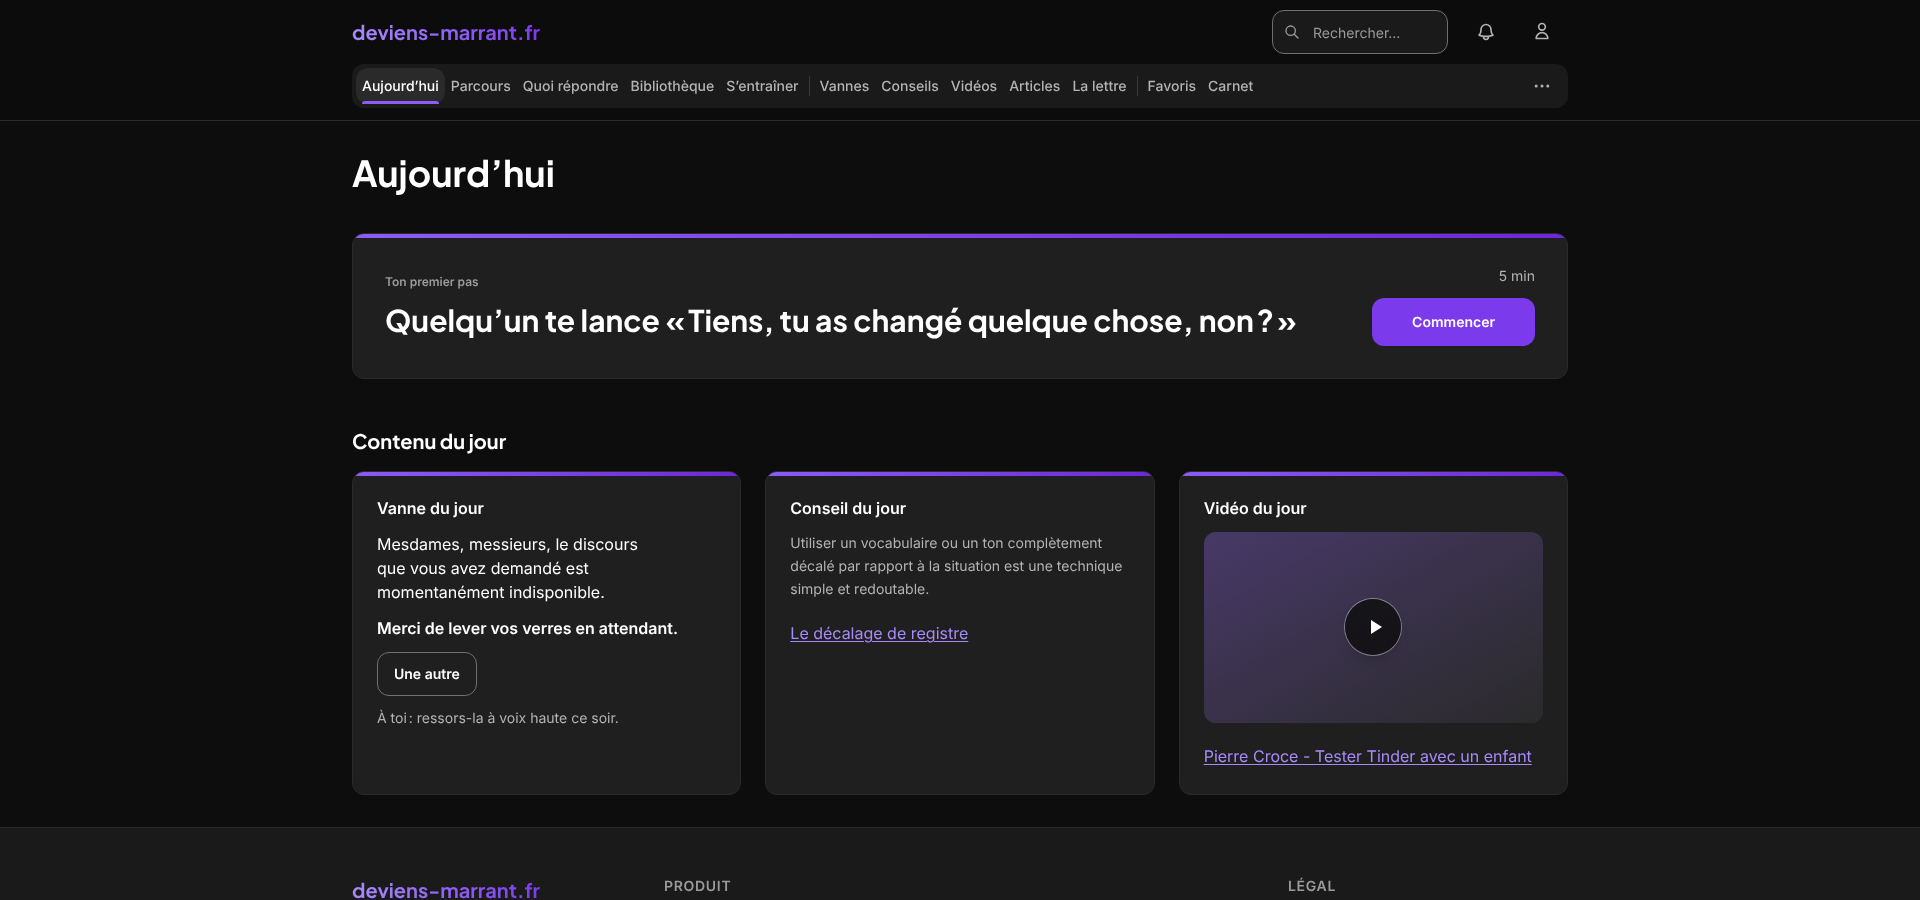 deviens-marrant.fr
Rechercher...
Aujourd’hui Parcours Quoi répondre Bibliothèque S’entraîner Vannes Conseils Vidéos Articles La lettre Favoris Carnet
Aujourd’hui
Ton premier pas
5 min
Quelqu’un te lance « Tiens, tu as changé quelque chose, non ? »
Commencer
Contenu du jour
Vanne du jour
Mesdames, messieurs, le discours
que vous avez demandé est
momentanément indisponible.
Merci de lever vos verres en attendant.
Une autre
À toi : ressors-la à voix haute ce soir.
Conseil du jour
Utiliser un vocabulaire ou un ton complètement
décalé par rapport à la situation est une technique
simple et redoutable.
Le décalage de registre
Vidéo du jour
Pierre Croce - Tester Tinder avec un enfant
deviens-marrant.fr
PRODUIT
LÉGAL